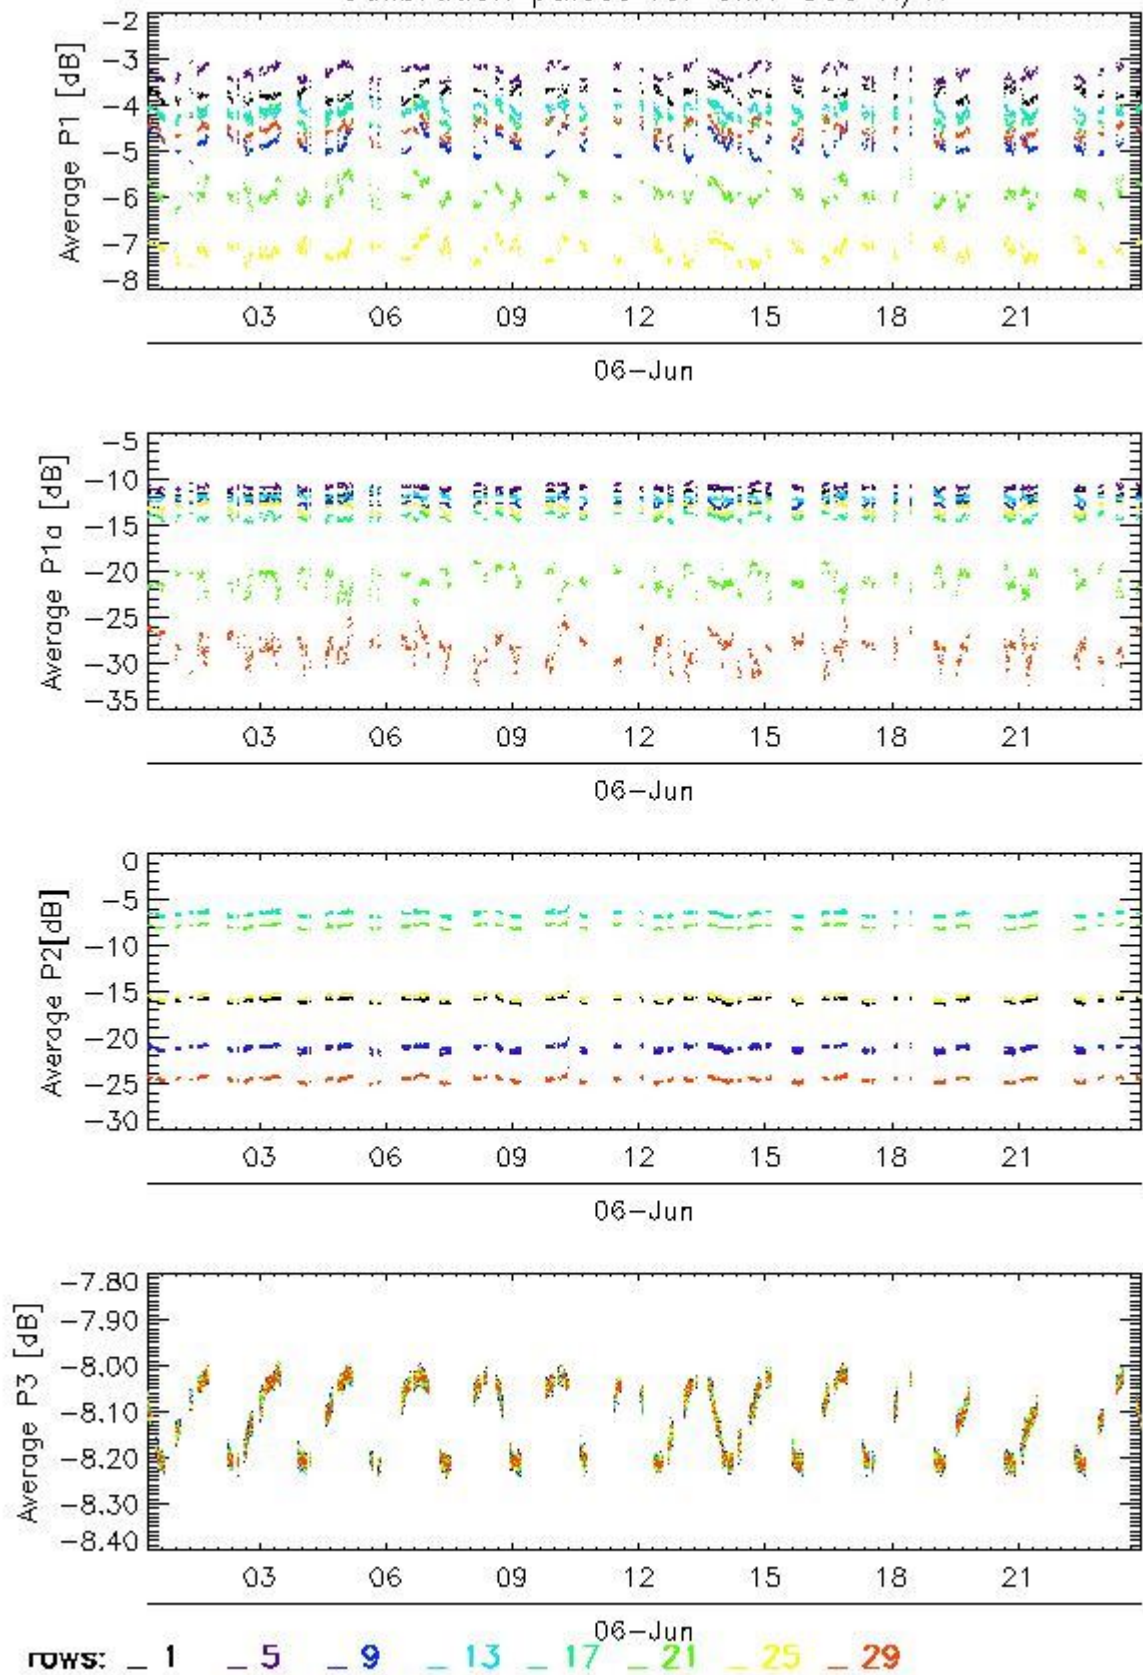 -2
-3
-4
-5
-6
-7
-8
Average P1 [dB]
03 06 09 12 15 18 21
06-Jun
-5
-10
-15
-20
-25
-30
-35
Average P1a [dB]
03 06 09 12 15 18 21
06-Jun
0
-5
-10
-15
-20
-25
-30
Average P2[dB]
03 06 09 12 15 18 21
06-Jun
-7.80
-7.90
-8.00
-8.10
-8.20
-8.30
-8.40
Average P3 [dB]
03 06 09 12 15 18 21
06-Jun
rows: _ 1 _ 5 _ 9 _ 13 _ 17 _ 21 _ 25 _ 29